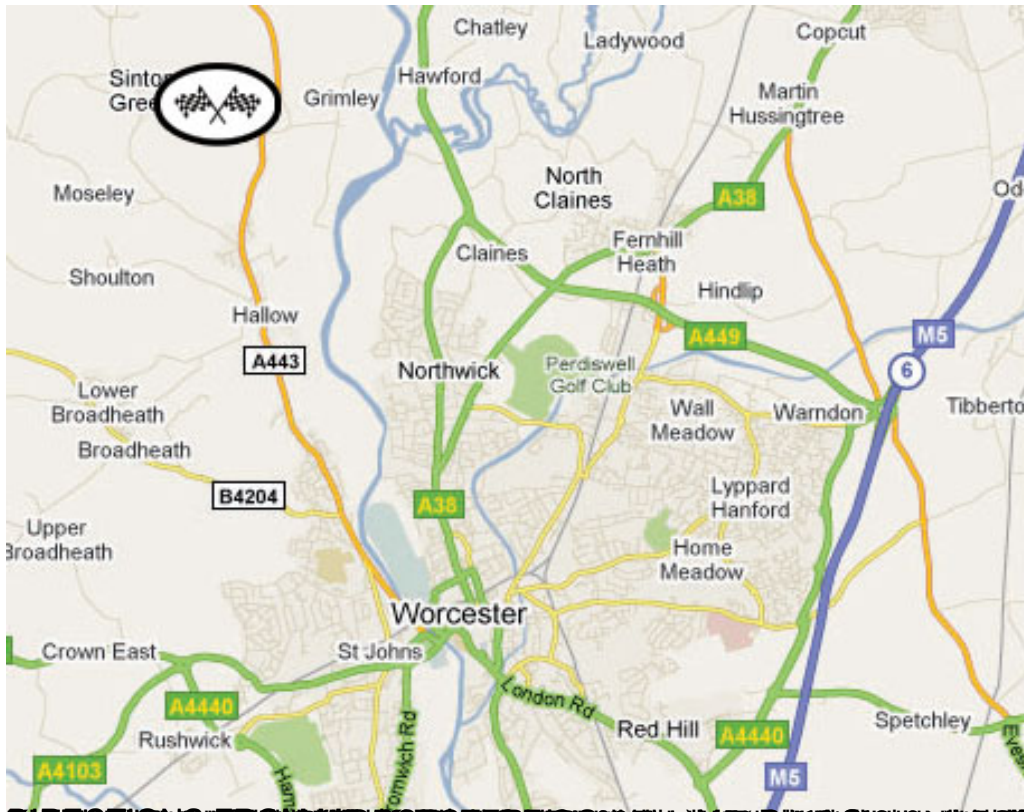 Chatley
Ladywood
Copcut
Hawford
Grimley
Martin
Hussingtree
Moseley
North
Claines
A38
Claines
Fernhill
Heath
Shoulton
Hindlip
Hallow
A449
M5
A443
6
Northwick
Perdiswell
Golf Club
Lower
Broadheath
Wall
Meadow
Warndon
Broadheath
B4204
A38
Lyppard
Hanford
Upper
Broadheath
Home
Meadow
Worcester
Crown East
St Johns
A4440
London Rd
Rushwick
Red Hill
A4440
Spetchley
A4103
M5